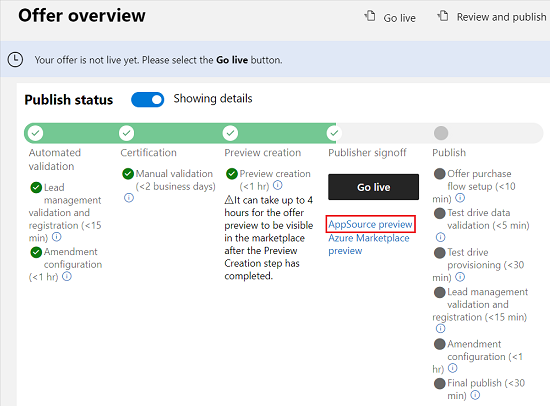 Offer overview
Go live
Review and publish
Your offer is not live yet. Please select the Go live button.
Publish status
Showing details
Automated
validation
Lead
management
validation and
registration (<15
min)
Amendment
configuration
(<1 hr)
Certification
Manual validation
(<2 business days)
Preview creation
Preview creation
(<1 hr)
It can take up to 4
hours for the offer
preview to be visible
in the marketplace
after the Preview
Creation step has
completed.
Publisher signoff
Go live
AppSource preview
Azure Marketplace
preview
Publish
Offer purchase
flow setup (<10
min)
Test drive data
validation (<5 min)
Test drive
provisioning (<30
min)
Lead management
validation and
registration (<15 min)
Amendment
configuration (<1
hr)
Final publish (<30
min)